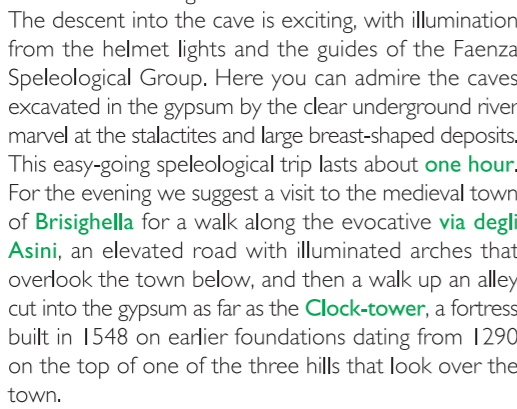 The descent into the cave is exciting, with illumination
from the helmet lights and the guides of the Faenza
Speleological Group. Here you can admire the caves
excavated in the gypsum by the clear underground river
marvel at the stalactites and large breast-shaped deposits.
This easy-going speleological trip lasts about one hour.
For the evening we suggest a visit to the medieval town
of Brisighella for a walk along the evocative via degli
Asini, an elevated road with illuminated arches that
overlook the town below, and then a walk up an alley
cut into the gypsum as far as the Clock-tower, a fortress
built in 1548 on earlier foundations dating from 1290
on the top of one of the three hills that look over the
town.